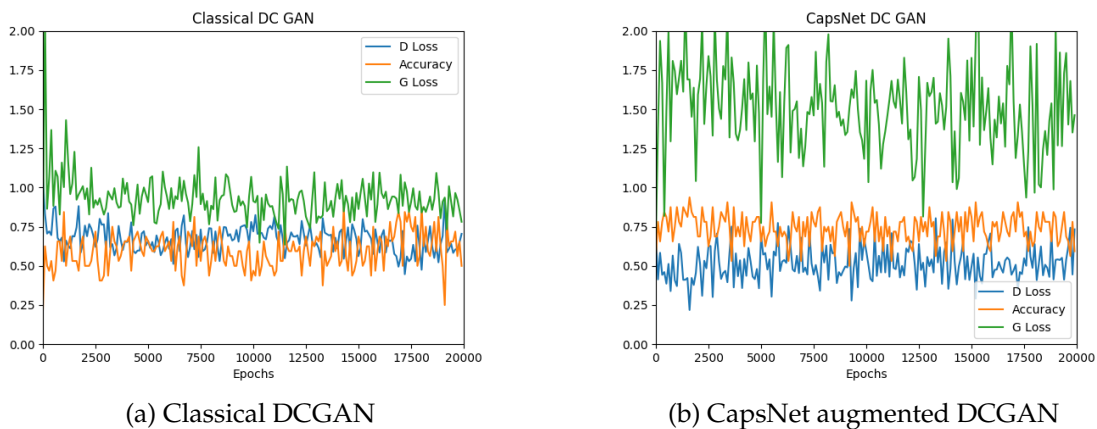 Classical DC GAN
2.00
1.75
1.50
1.25
1.00
0.75
0.50
0.25
0.00
D Loss
Accuracy
G Loss
0 2500 5000 7500 10000 12500 15000 17500 20000
Epochs
(a) Classical DCGAN
CapsNet DC GAN
2.00
1.75
1.50
1.25
1.00
0.75
0.50
0.25
0.00
D Loss
Accuracy
G Loss
0 2500 5000 7500 10000 12500 15000 17500 20000
Epochs
(b) CapsNet augmented DCGAN